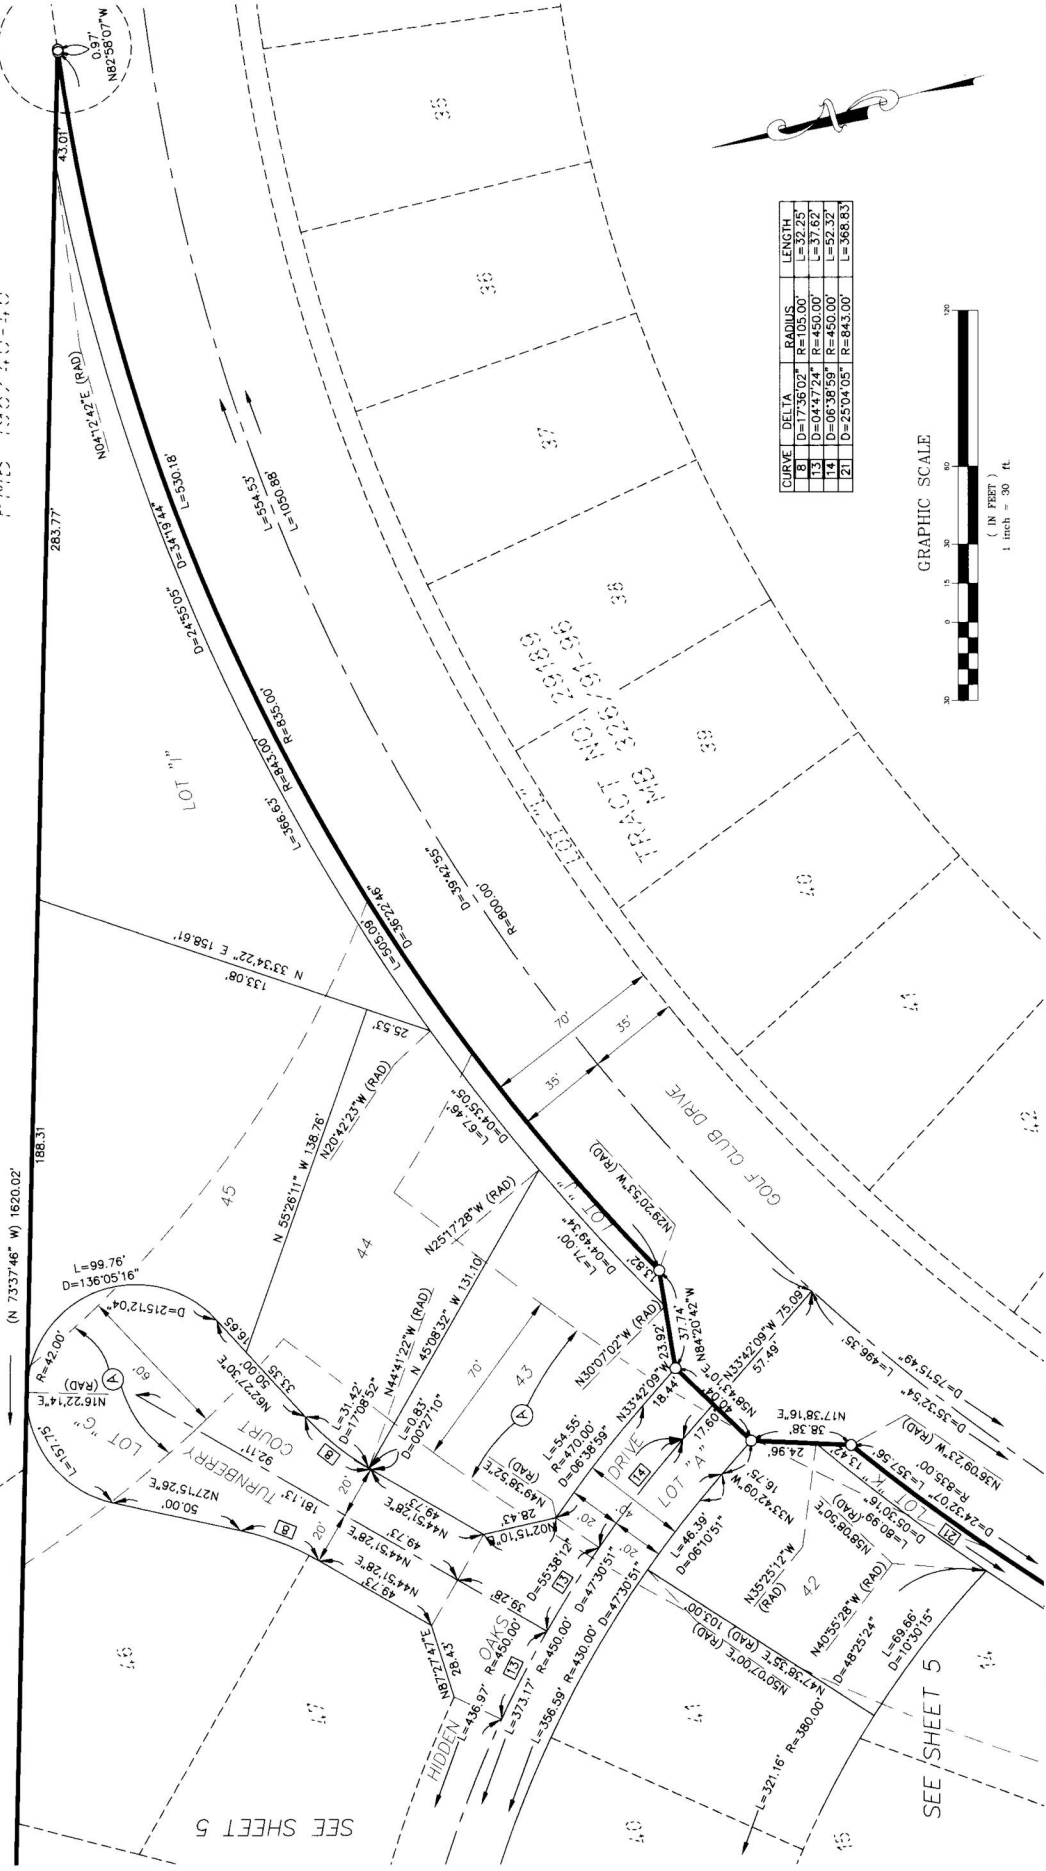 0.97'
N82°58'07"W
43.01'
283.77'
N04°12'42"E (RAD)
D=34°19'44" L=530.18'
D=24°55'05"
L=554.53'
L=1050.88'
R=835.00'
R=843.00'
L=366.63'
LOT "I"
D=36°22'46"
L=505.09'
D=39°42'55"
R=800.00'
35
36
37
38
39
40
41
42
TRACT NO. 29189
MB 326/91-96
LOT "L"
CURVE DELTA RADIUS LENGTH
8 D=17°36'02" R=105.00' L=32.25'
13 D=04°47'24" R=450.00' L=37.62'
14 D=06°38'59" R=450.00' L=52.32'
21 D=25°04'05" R=843.00' L=368.83'
GRAPHIC SCALE
30 0 15 30 60 120
( IN FEET )
1 inch = 30 ft.
(N 73°37'46" W) 1620.02'
188.31
N 33°34'22" E 158.61'
133.08'
25.53'
N20°42'23"W (RAD)
N 55°26'11" W 138.76'
45
44
D=04°35'05"
L=67.46'
70'
35'
35'
GOLF CLUB DRIVE
N25°17'28"W (RAD)
N 45°08'32" W 131.10'
LOT "J"
N29°20'53"W (RAD)
D=04°49'34"
L=71.00'
13.82'
L=99.76'
D=136°05'16"
D=215°12'04"
R=42.00'
60'
A
N16°22'14"E
(RAD)
LOT "G"
L=157.75'
16.65
50.00'
N62°27'30"E
33.35
TURNBERRY
COURT
92.11'
181.13'
8
L=31.42'
D=17°08'52"
N44°41'22"W (RAD)
L=0.83'
D=00°27'10"
20'
20'
N27°15'26"E
50.00'
8
N44°51'28"E
49.73'
N44°51'28"E
49.73'
N44°51'28"E
49.73'
39.28'
70'
43
A
N30°07'02"W (RAD)
N33°42'09"W 23.92'
18.44'
37.74'
N84°20'42"W
N58°43'10"E
40.04'
17.60'
N33°42'09"W 75.09'
57.49'
L=54.55'
R=470.00'
D=06°38'59"
N49°38'52"E
(RAD)
28.43'
N02°15'10"E
DRIVE
14
LOT "A"
20'
40'
20'
D=55°38'12"
13
D=47°30'51"
D=47°30'51"
L=46.39'
D=06°10'51"
N33°42'09"W
16.75'
24.96'
38.38'
N17°38'16"E
13.42'
L=496.35'
D=75°15'49"
D=35°32'54"
N36°09'23"W (RAD)
L=357.56'
R=835.00'
D=24°32'07"
LOT "K"
D=05°30'16"
L=80.99'
N58°08'50"E
(RAD)
21
N35°25'12"W
(RAD)
42
N40°55'28"W (RAD)
D=48°25'24"
L=69.66'
D=10°30'15"
N47°38'35"E (RAD) 103.00'
N50°07'00"E (RAD)
46
47
N87°27'47"E
28.43'
HIDDEN
OAKS
L=436.97' R=450.00'
13
L=373.17' R=450.00'
L=356.59' R=430.00'
L=321.16' R=380.00'
41
40
14
15
SEE SHEET 5
SEE SHEET 5